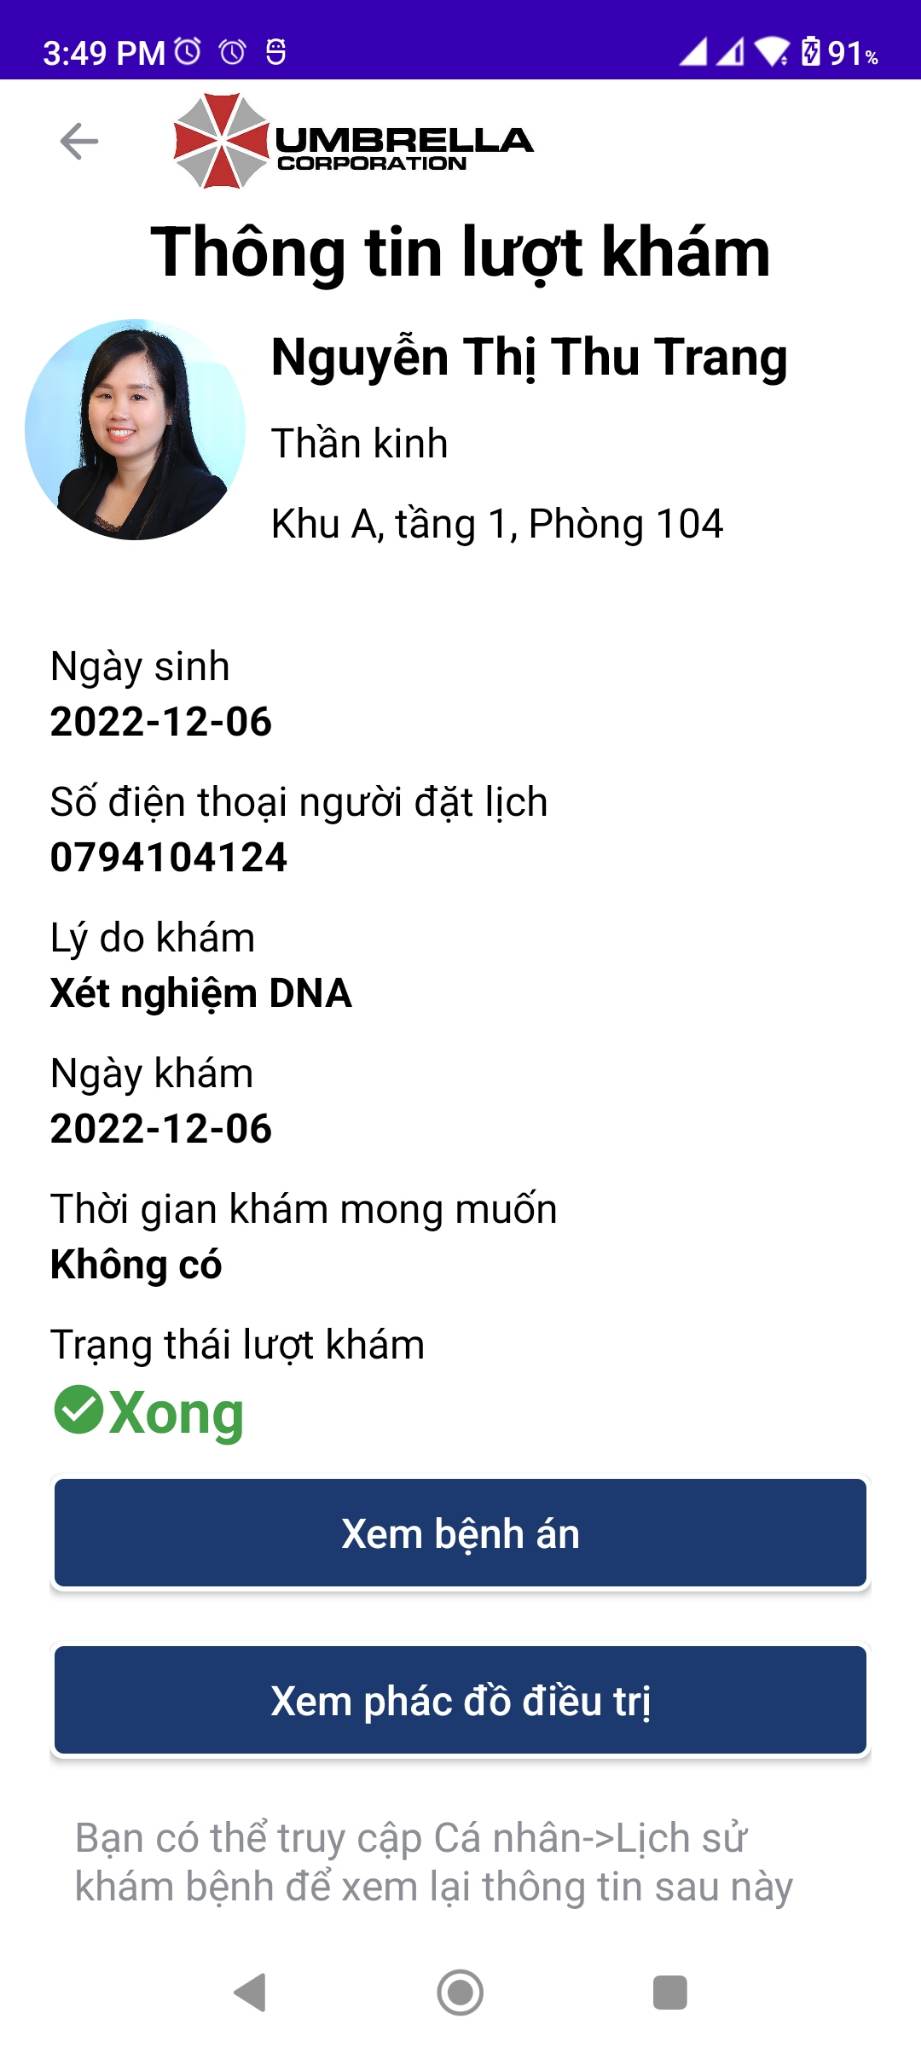 3:49 PM 91%
UMBRELLA
CORPORATION
Thông tin lượt khám
Nguyễn Thị Thu Trang
Thần kinh
Khu A, tầng 1, Phòng 104
Ngày sinh
2022-12-06
Số điện thoại người đặt lịch
0794104124
Lý do khám
Xét nghiệm DNA
Ngày khám
2022-12-06
Thời gian khám mong muốn
Không có
Trạng thái lượt khám
Xong
Xem bệnh án
Xem phác đồ điều trị
Bạn có thể truy cập Cá nhân->Lịch sử
khám bệnh để xem lại thông tin sau này